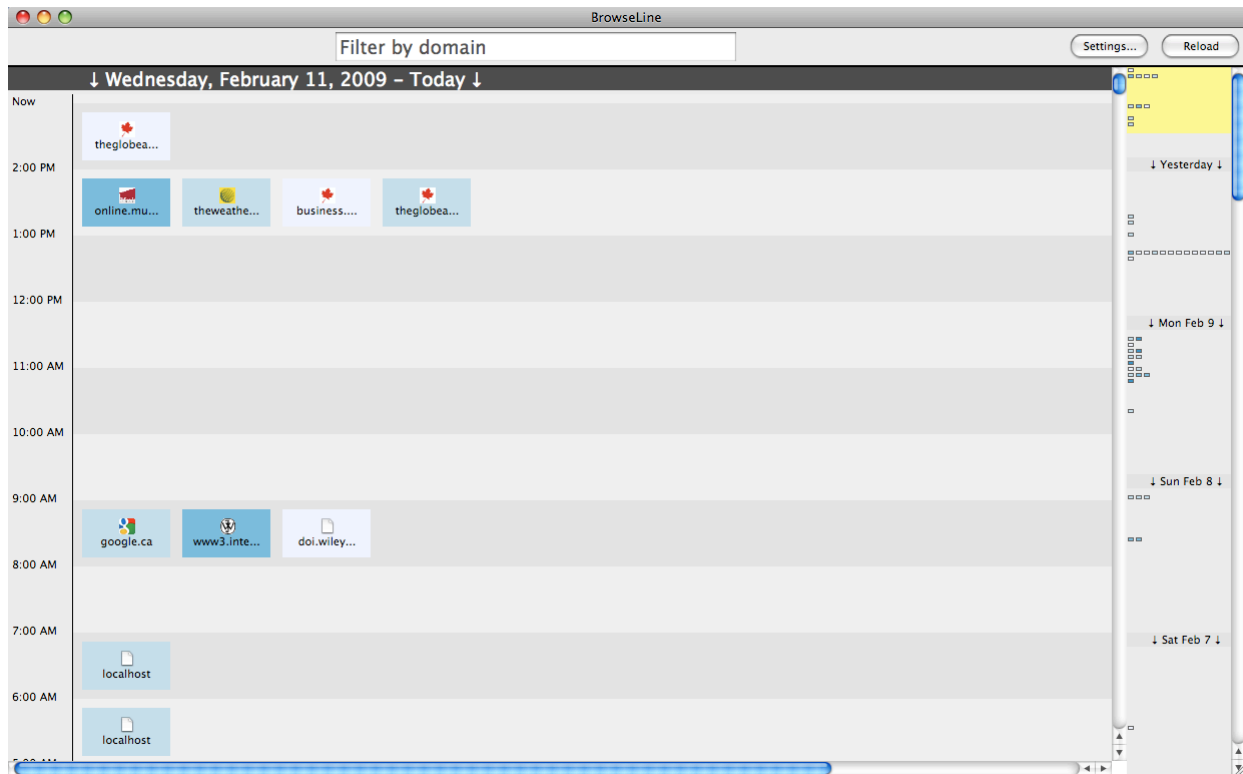 BrowseLine
Filter by domain
Settings...
Reload
↓ Wednesday, February 11, 2009 – Today ↓
Now
theglobea...
2:00 PM
online.mu...
theweathe...
business....
theglobea...
1:00 PM
12:00 PM
11:00 AM
10:00 AM
9:00 AM
google.ca
www3.inte...
doi.wiley...
8:00 AM
7:00 AM
localhost
6:00 AM
localhost
↓ Yesterday ↓
↓ Mon Feb 9 ↓
↓ Sun Feb 8 ↓
↓ Sat Feb 7 ↓